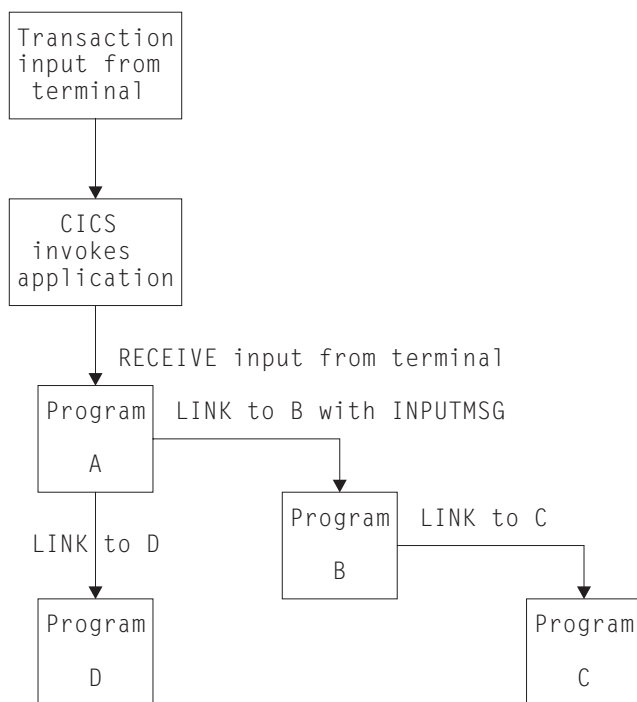 Transaction
input from
terminal
CICS
invokes
application
RECEIVE input from terminal
Program
A
LINK to B with INPUTMSG
Program
B
LINK to C
LINK to D
Program
D
Program
C